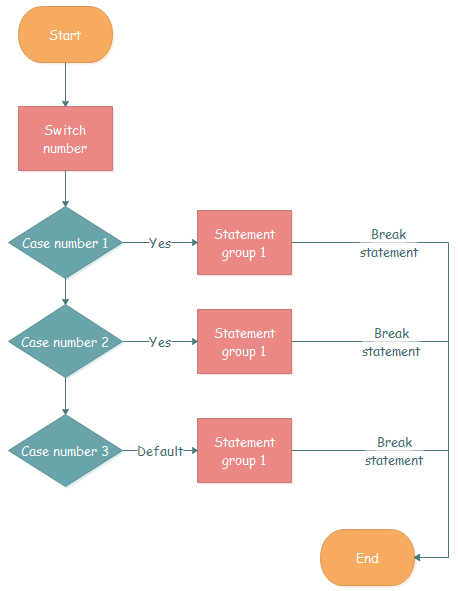 Start
Switch
number
Case number 1
Yes
Statement
group 1
Break
statement
Case number 2
Yes
Statement
group 1
Break
statement
Case number 3
Default
Statement
group 1
Break
statement
End